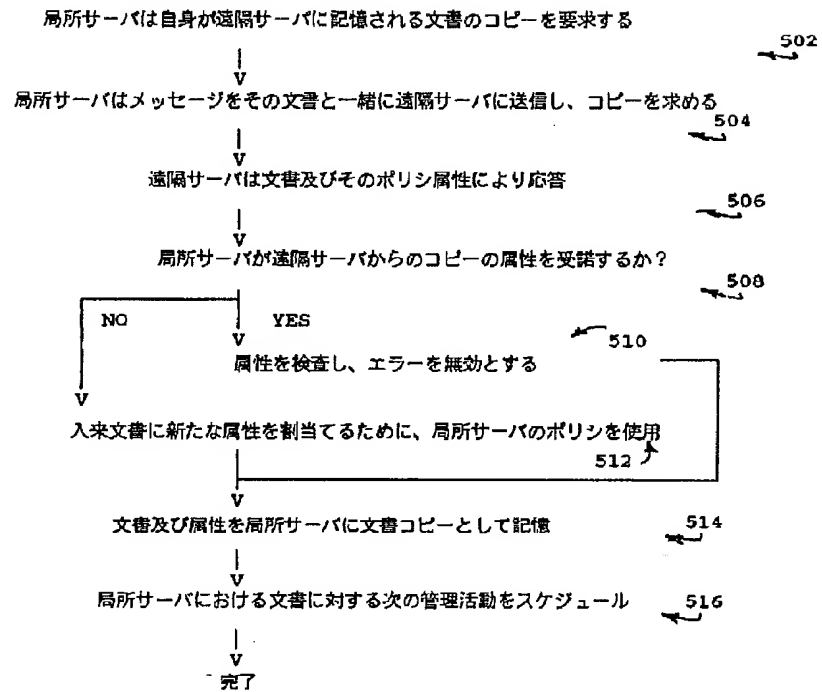 局所サーバは自身が遠隔サーバに記憶される文書のコピーを要求する
502
局所サーバはメッセージをその文書と一緒に遠隔サーバに送信し、コピーを求める
504
遠隔サーバは文書及びそのポリシ属性により応答
506
局所サーバが遠隔サーバからのコピーの属性を受諾するか?
508
NO YES
510
属性を検査し、エラーを無効とする
入来文書に新たな属性を割当てるために、局所サーバのポリシを使用
512
文書及び属性を局所サーバに文書コピーとして記憶
514
局所サーバにおける文書に対する次の管理活動をスケジュール
516
完了